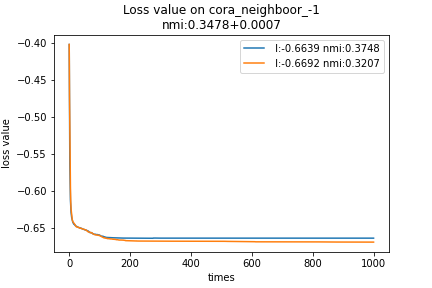 Loss value on cora_neighboor_-1
nmi:0.3478+0.0007
l:-0.6639 nmi:0.3748
l:-0.6692 nmi:0.3207
loss value
−0.40
−0.45
−0.50
−0.55
−0.60
−0.65
0 200 400 600 800 1000
times